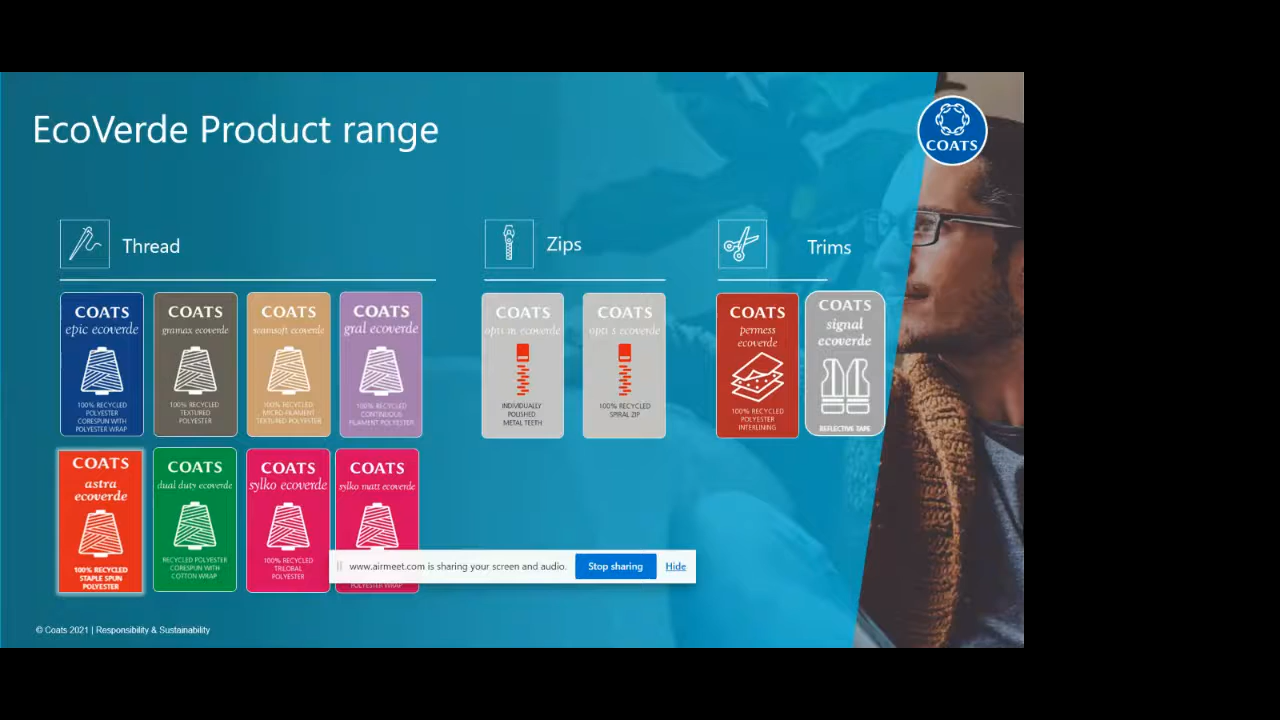 EcoVerde Product range
COATS
Thread
Zips
Trims
COATS
epic ecoverde
100% RECYCLED
POLYESTER
CORESPUN WITH
POLYESTER WRAP
COATS
gramax ecoverde
100% RECYCLED
TEXTURED
POLYESTER
COATS
seamsoft ecoverde
100% RECYCLED
MICRO-FILAMENT
TEXTURED POLYESTER
COATS
gral ecoverde
100% RECYCLED
CONTINUOUS
FILAMENT POLYESTER
COATS
opti m ecoverde
INDIVIDUALLY
POLISHED
METAL TEETH
COATS
opti s ecoverde
100% RECYCLED
SPIRAL ZIP
COATS
permess
ecoverde
100% RECYCLED
POLYESTER
INTERLINING
COATS
signal
ecoverde
REFLECTIVE TAPE
COATS
astra
ecoverde
100% RECYCLED
STAPLE SPUN
POLYESTER
COATS
dual duty ecoverde
RECYCLED POLYESTER
CORESPUN WITH
COTTON WRAP
COATS
sylko ecoverde
100% RECYCLED
TRILOBAL
POLYESTER
COATS
sylko matt ecoverde
POLYESTER WRAP
www.airmeet.com is sharing your screen and audio.
Stop sharing
Hide
© Coats 2021 | Responsibility & Sustainability